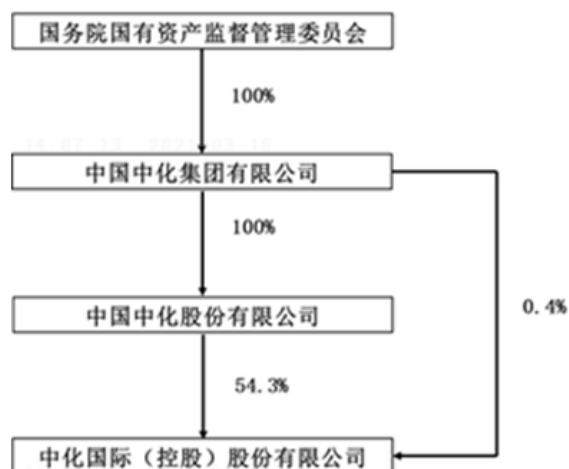 国务院国有资产监督管理委员会
100%
中国中化集团有限公司
100%
0.4%
中国中化股份有限公司
54.3%
中化国际（控股）股份有限公司